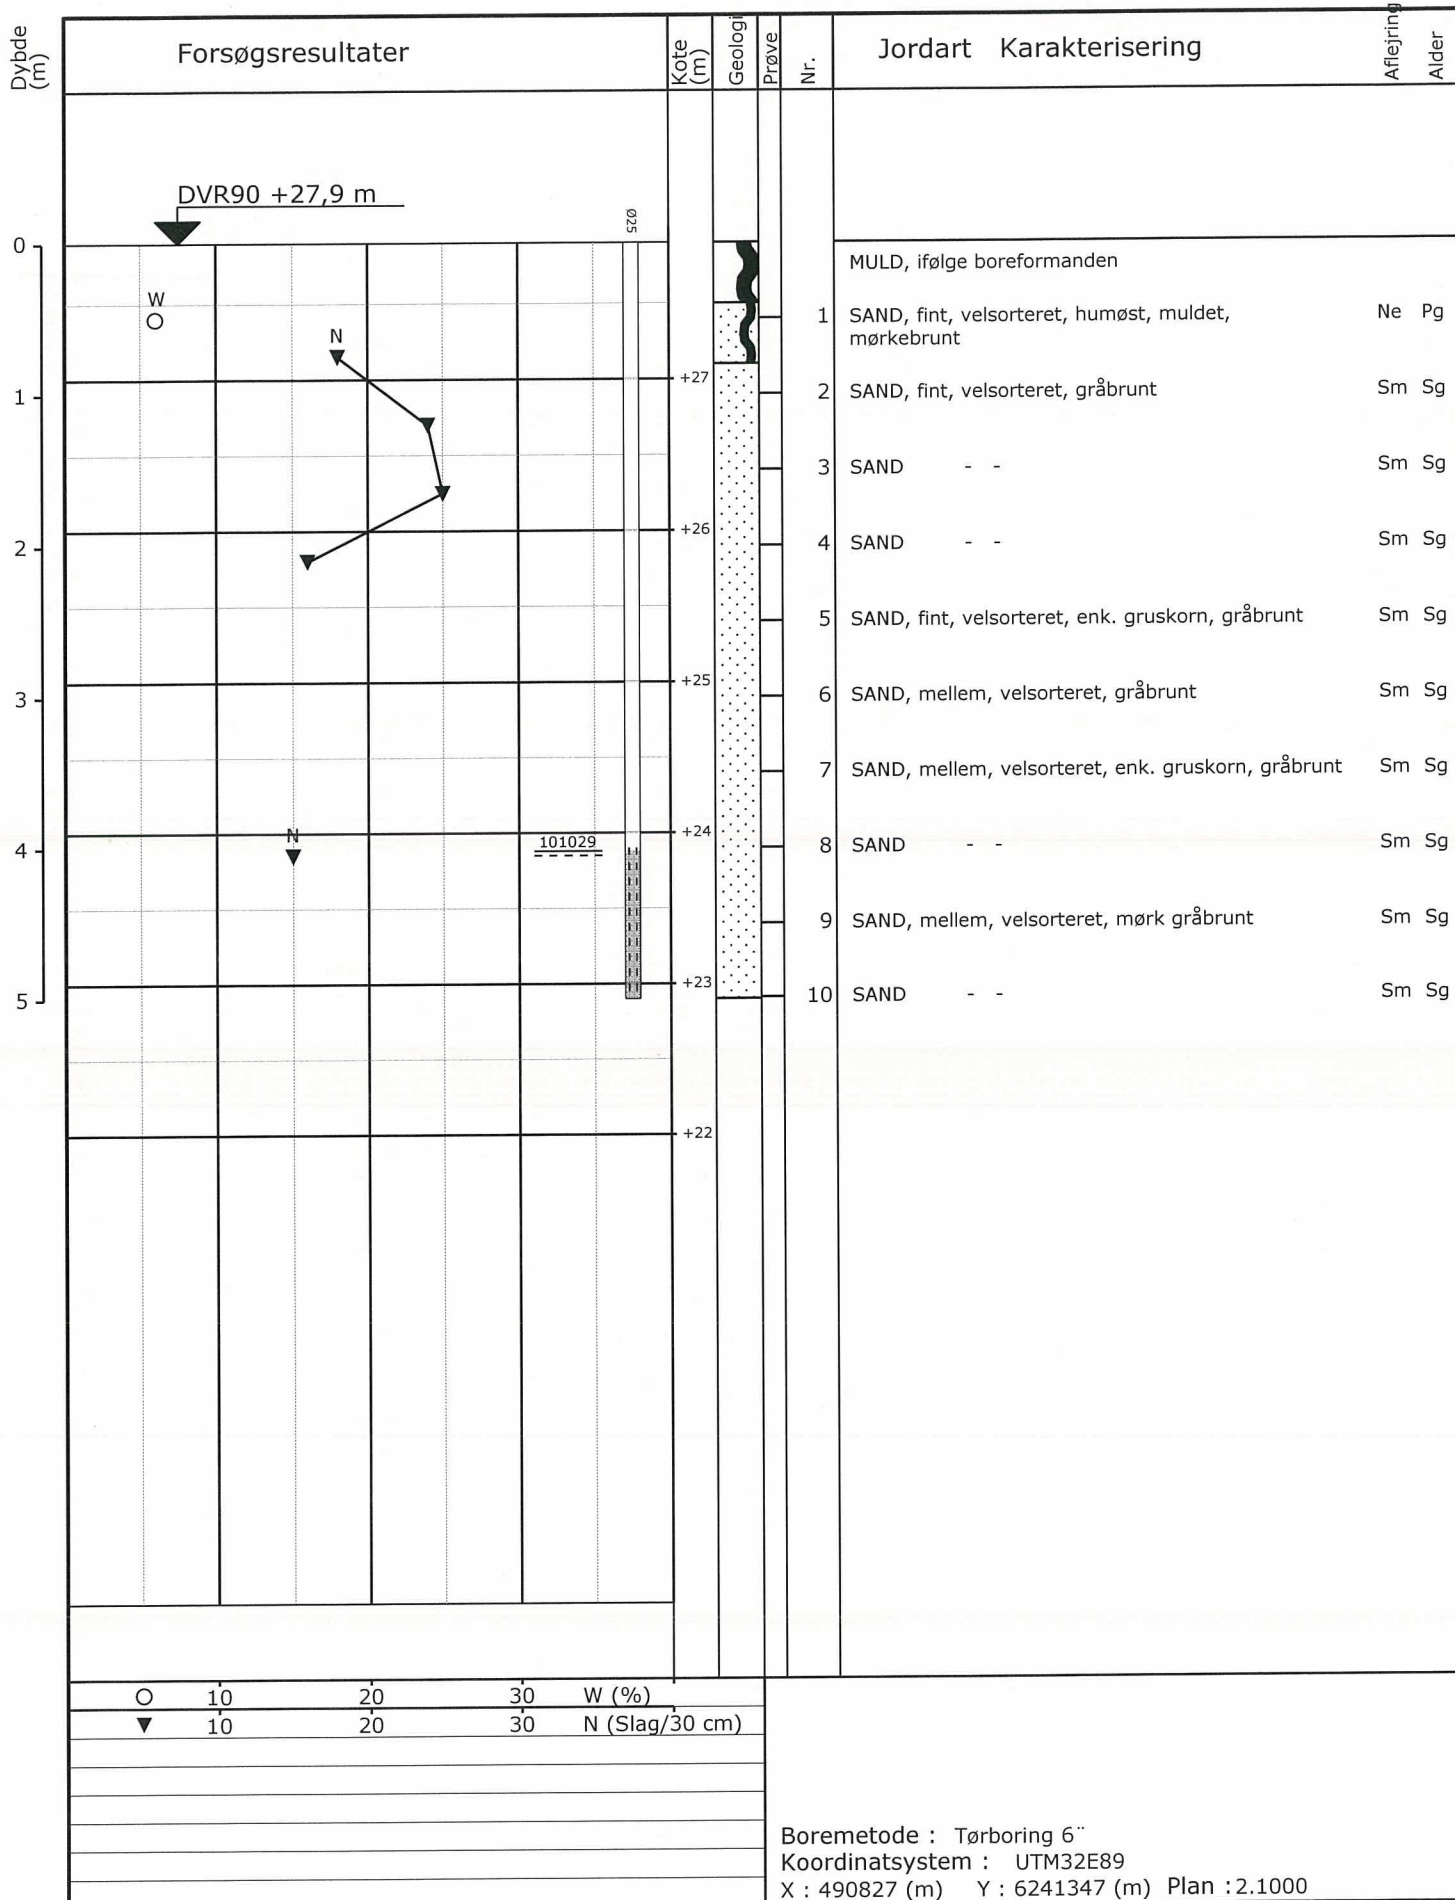 Dybde (m)
Forsøgsresultater
Kote (m)
Geologi
Prøve
Nr.
Jordart Karakterisering
Aflejring
Alder
DVR90 +27,9 m
Ø25
0
MULD, ifølge boreformanden
W
1 SAND, fint, velsorteret, humøst, muldet, Ne Pg
mørkebrunt
N
+27
1
2 SAND, fint, velsorteret, gråbrunt Sm Sg
3 SAND - - Sm Sg
+26
2
4 SAND - - Sm Sg
5 SAND, fint, velsorteret, enk. gruskorn, gråbrunt Sm Sg
+25
3
6 SAND, mellem, velsorteret, gråbrunt Sm Sg
7 SAND, mellem, velsorteret, enk. gruskorn, gråbrunt Sm Sg
+24
N
101029
4
8 SAND - - Sm Sg
9 SAND, mellem, velsorteret, mørk gråbrunt Sm Sg
+23
5
10 SAND - - Sm Sg
+22
10 20 30 W (%)
10 20 30 N (Slag/30 cm)
Boremetode : Tørboring 6¨
Koordinatsystem : UTM32E89
X : 490827 (m) Y : 6241347 (m) Plan :2.1000